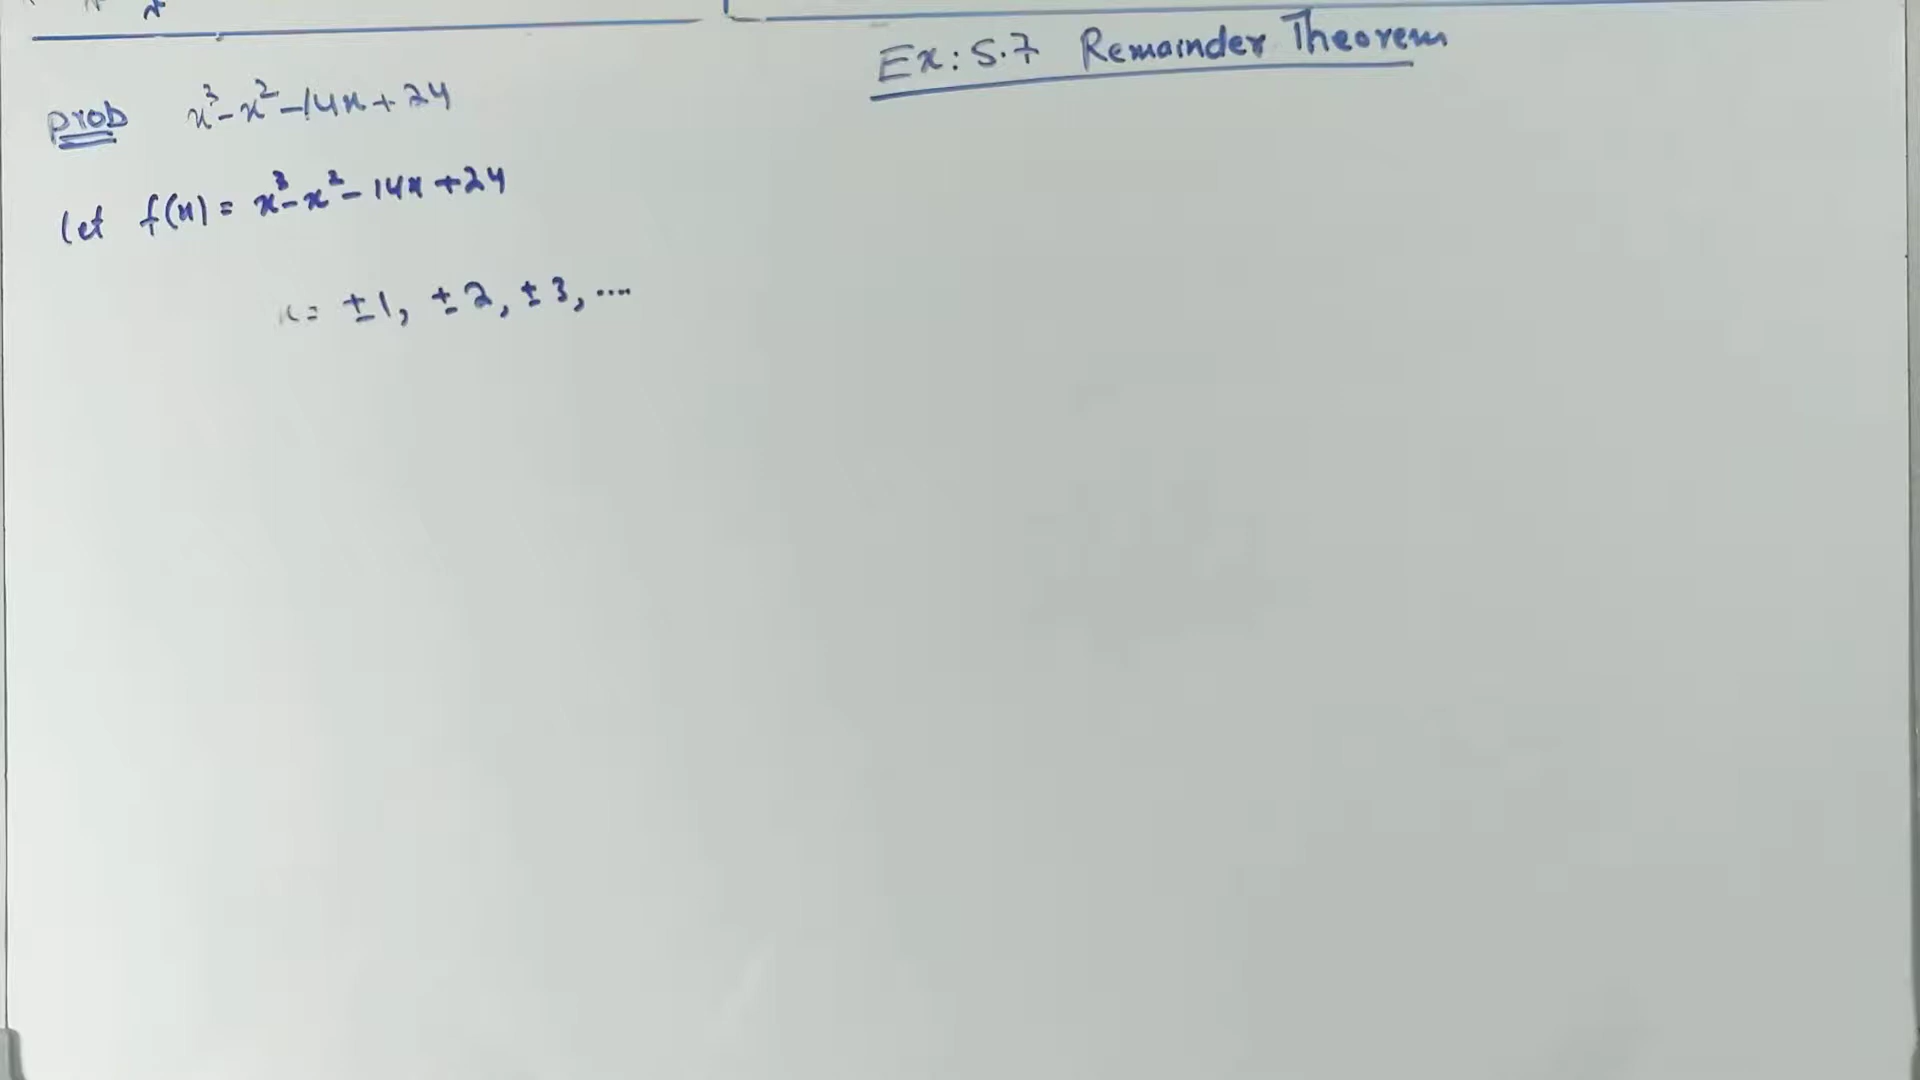 Ex: 5.7 Remainder Theorem
prob x³-x²-14x+24
let f(x) = x³-x²-14x+24
x= ±1, ±2, ±3, ....